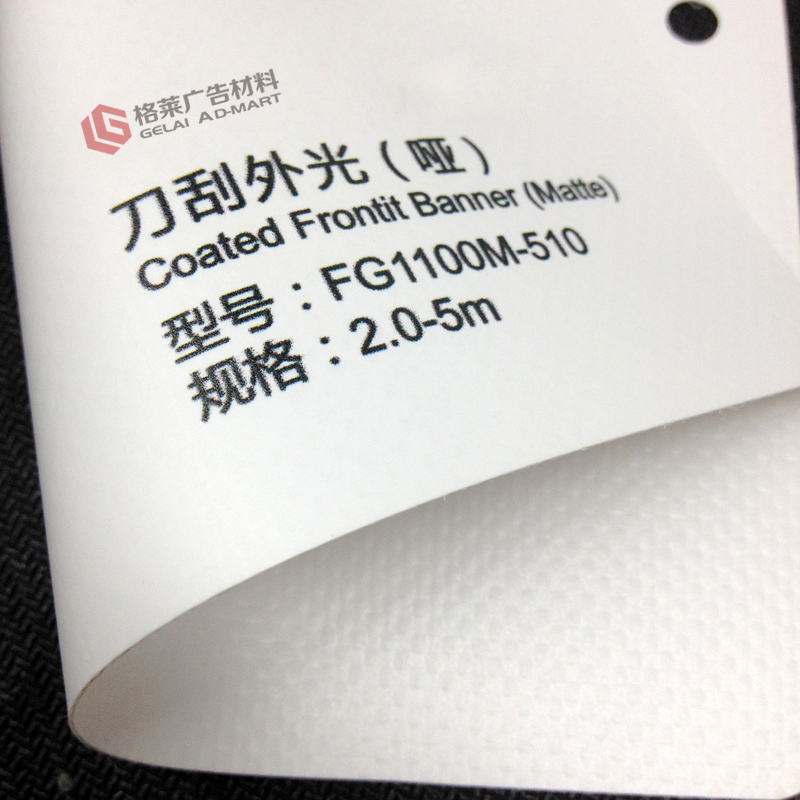 格莱广告材料
GELAI AD-MART
刀刮外光（哑）
Coated Frontit Banner (Matte)
型号：FG1100M-510
规格：2.0-5m